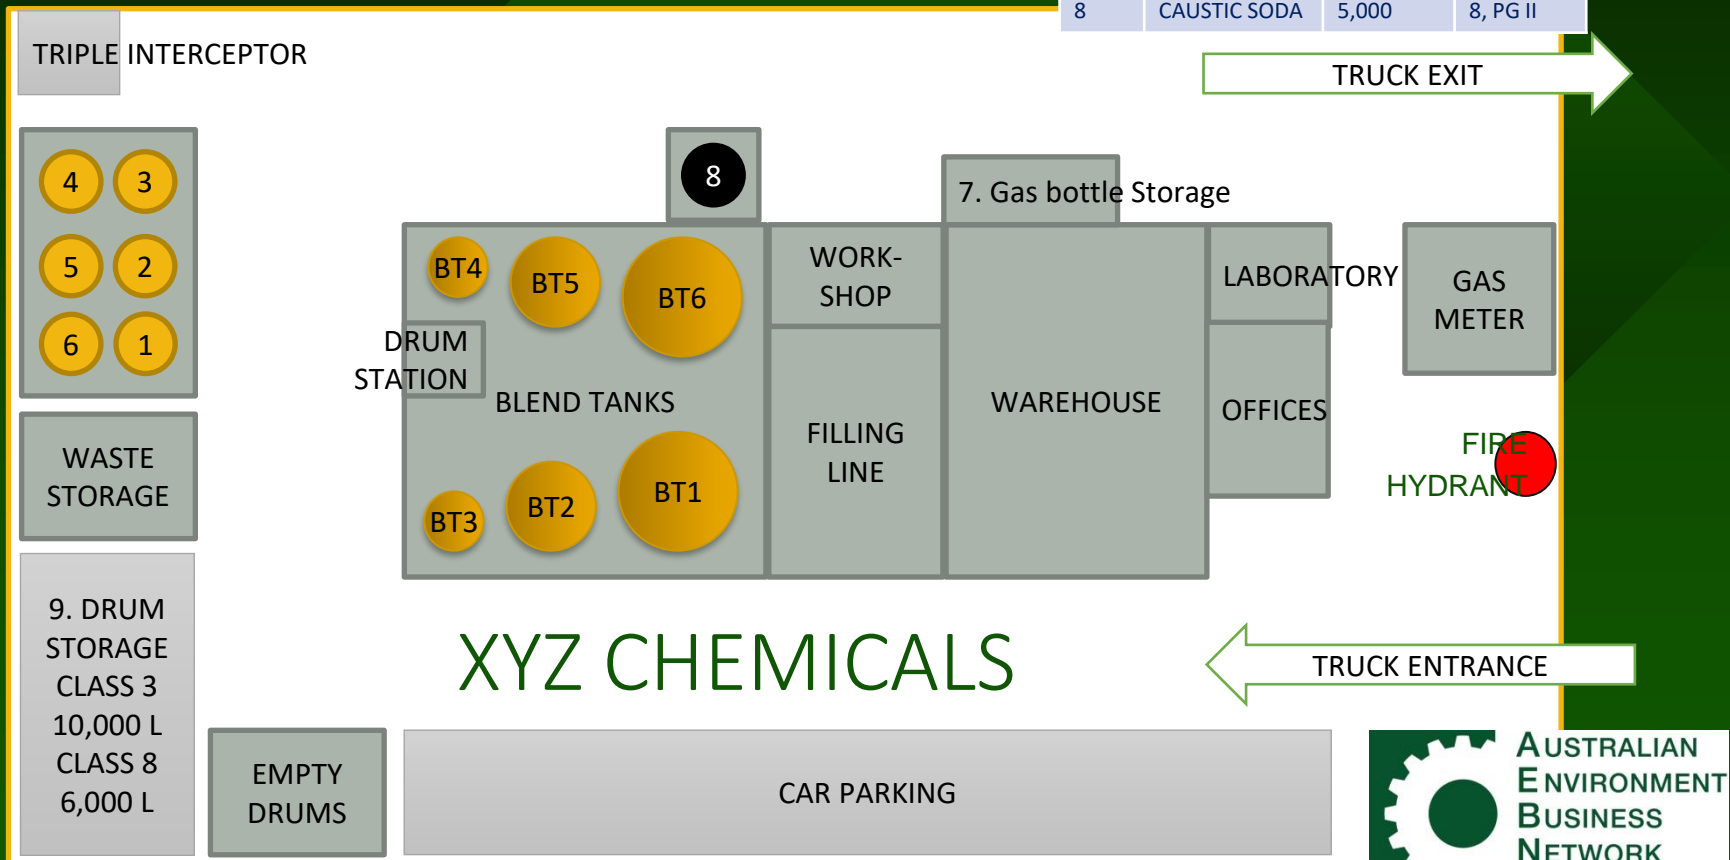 8 CAUSTIC SODA 5,000 8, PG II
TRIPLE INTERCEPTOR
TRUCK EXIT
4 3
5 2
6 1
8
7. Gas bottle Storage
BT4 BT5 BT6
WORK-
SHOP
LABORATORY
GAS
METER
DRUM
STATION
BLEND TANKS
FILLING
LINE
WAREHOUSE
OFFICES
FIRE
HYDRANT
WASTE
STORAGE
BT3 BT2 BT1
9. DRUM
STORAGE
CLASS 3
10,000 L
CLASS 8
6,000 L
XYZ CHEMICALS
TRUCK ENTRANCE
EMPTY
DRUMS
CAR PARKING
AUSTRALIAN
ENVIRONMENT
BUSINESS
NETWORK